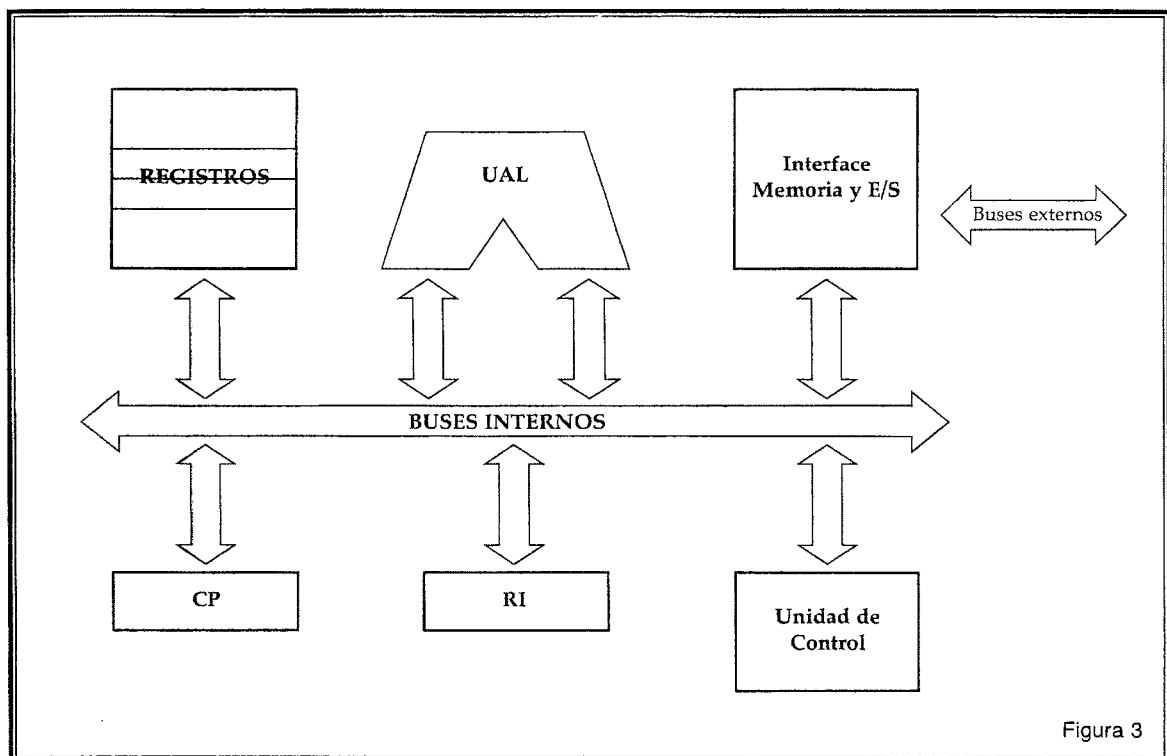 REGISTROS
UAL
Interface
Memoria y E/S
Buses externos
BUSES INTERNOS
CP
RI
Unidad de
Control
Figura 3